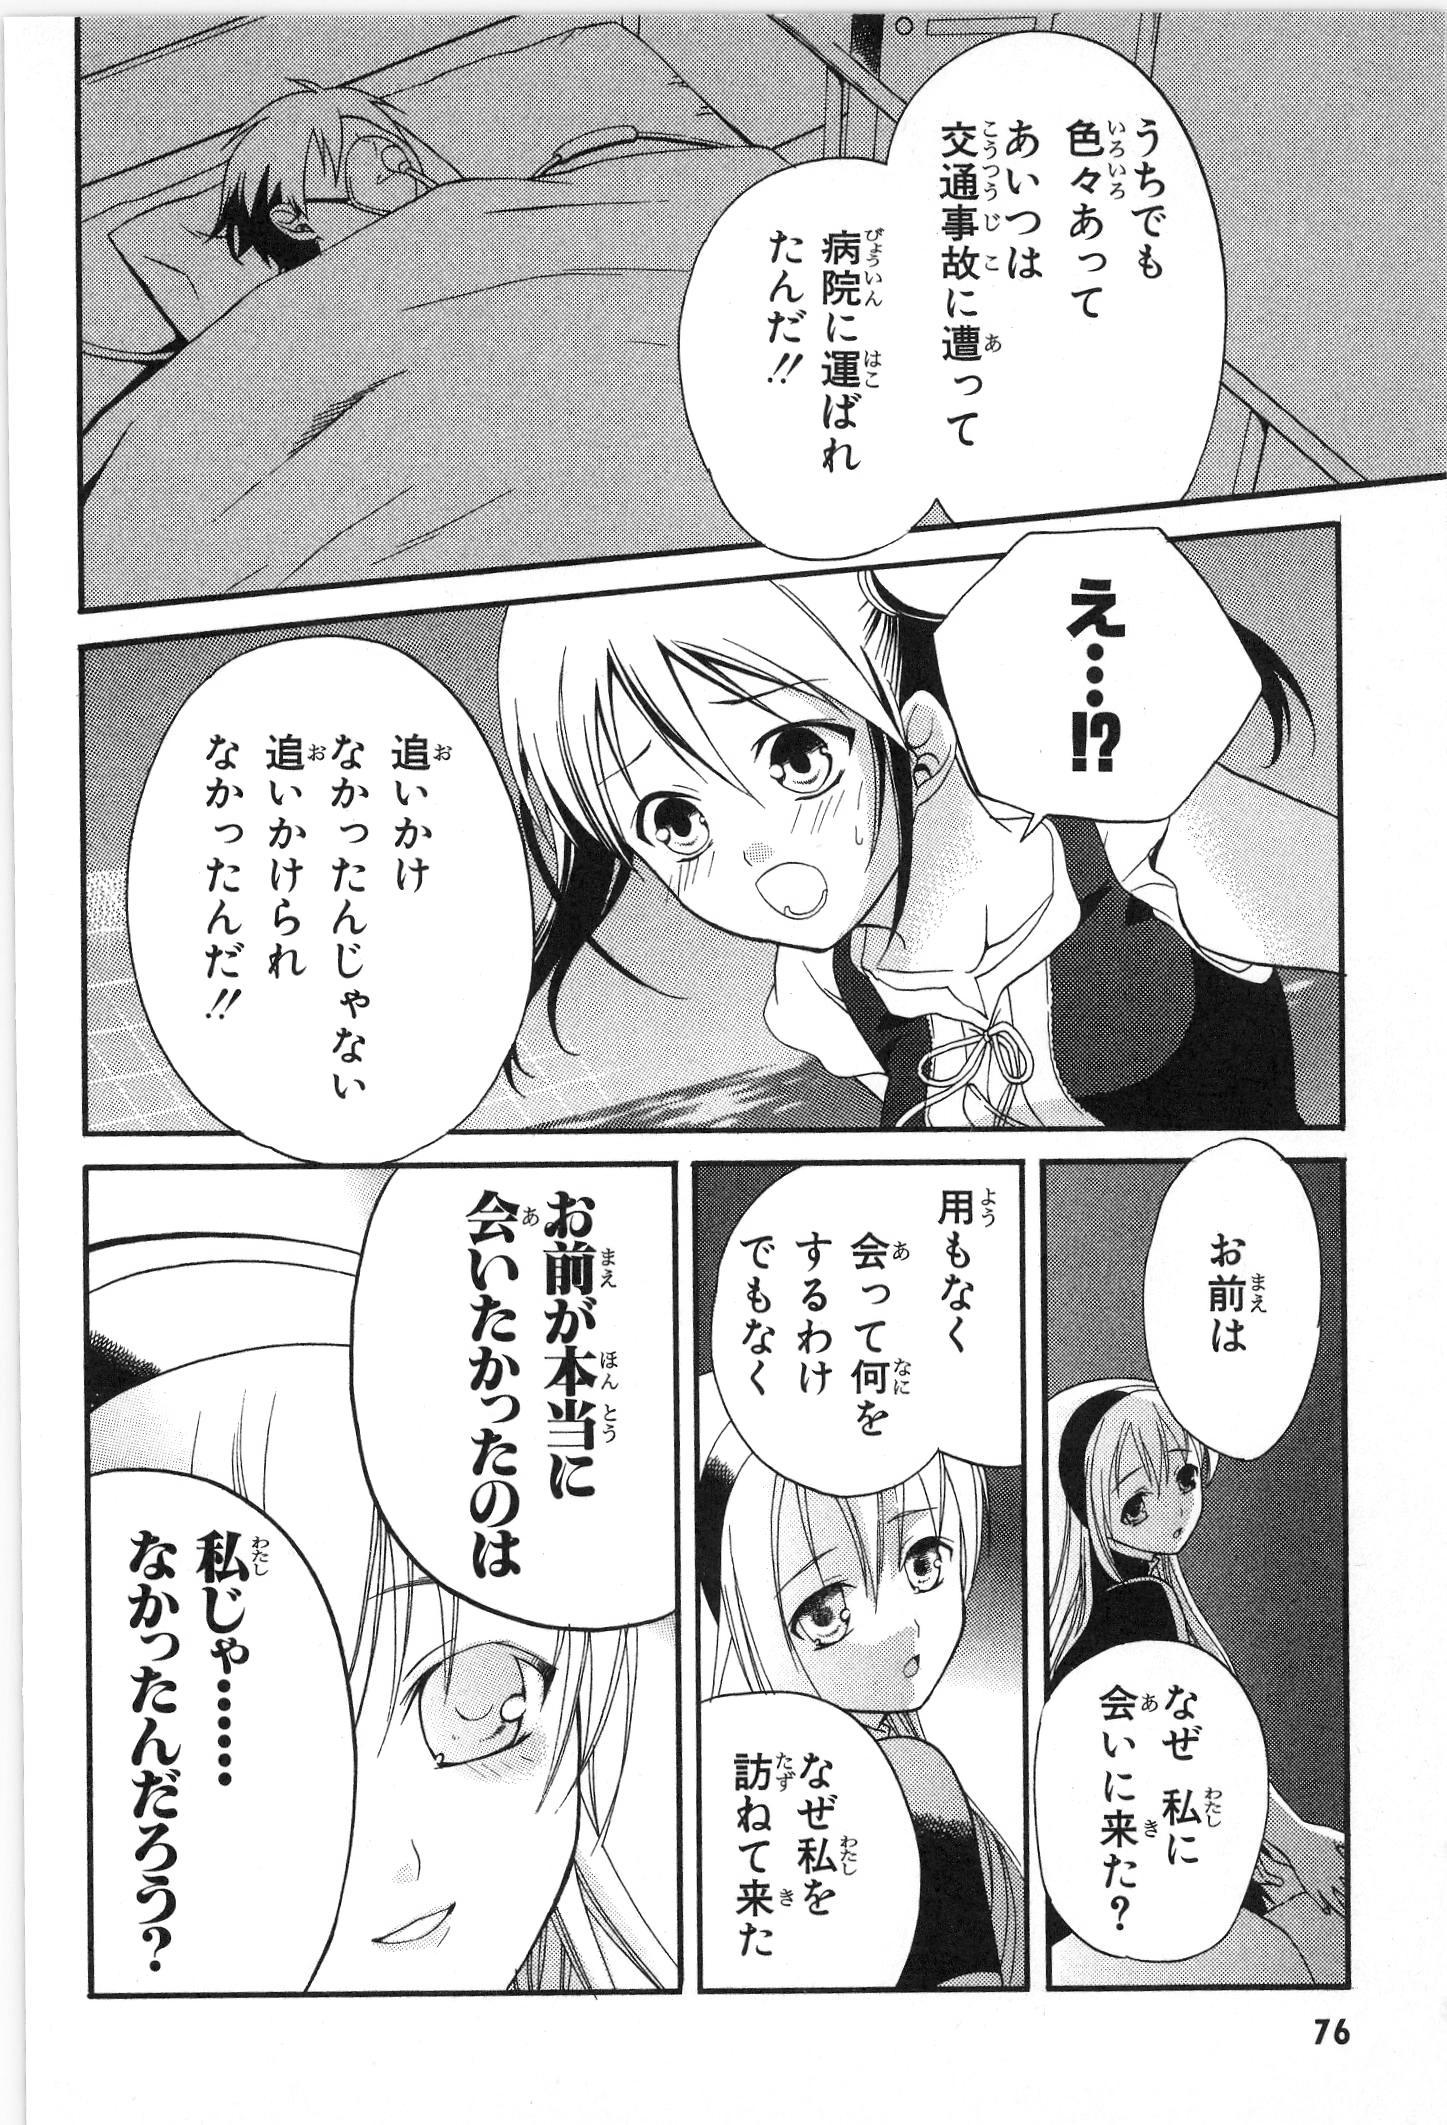 うちでも
色々あって
あいつは
交通事故に遭って
病院に運ばれ
たんだ!!
え…!?
追いかけ
なかったんじゃない
追いかけられ
なかったんだ!!
お前は
なぜ 私に
会いに来た?
用もなく
会って何を
するわけ
でもなく
なぜ私を
訪ねて来た
お前が本当に
会いたかったのは
私じゃ……
なかったんだろう?
76